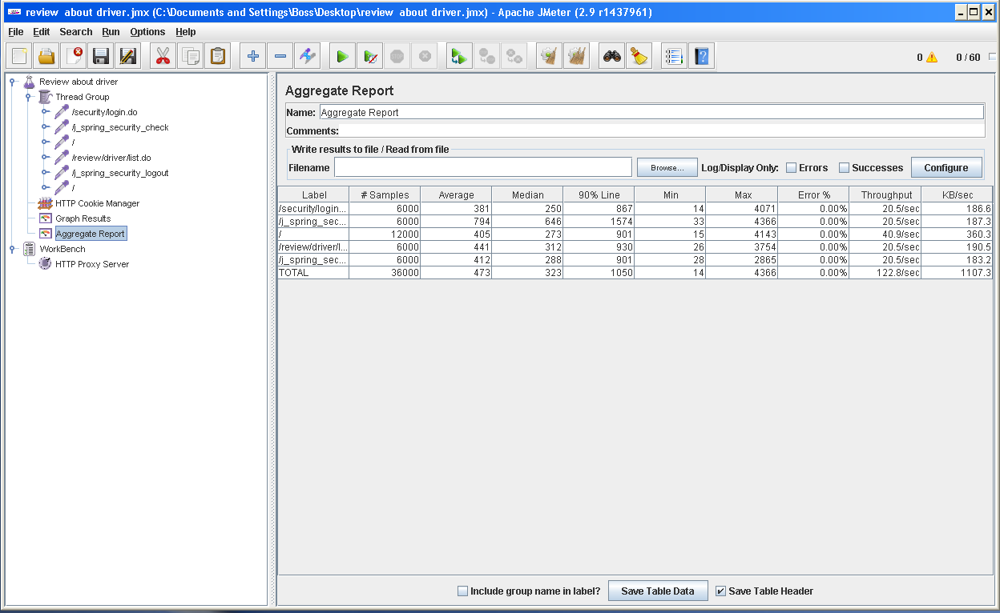 review about driver.jmx (C:\Documents and Settings\Boss\Desktop\review about driver.jmx) - Apache JMeter (2.9 r1437961)
File Edit Search Run Options Help
0 0 / 60
Review about driver
Thread Group
/security/login.do
/j_spring_security_check
/
/review/driver/list.do
/j_spring_security_logout
/
HTTP Cookie Manager
Graph Results
Aggregate Report
WorkBench
HTTP Proxy Server
Aggregate Report
Name: Aggregate Report
Comments:
Write results to file / Read from file
Filename Browse... Log/Display Only: Errors Successes Configure
Label # Samples Average Median 90% Line Min Max Error % Throughput KB/sec
/security/login... 6000 381 250 867 14 4071 0.00% 20.5/sec 186.6
/j_spring_sec... 6000 794 646 1574 33 4366 0.00% 20.5/sec 187.3
/ 12000 405 273 901 15 4143 0.00% 40.9/sec 360.3
/review/driver/l... 6000 441 312 930 26 3754 0.00% 20.5/sec 190.5
/j_spring_sec... 6000 412 288 901 28 2865 0.00% 20.5/sec 183.2
TOTAL 36000 473 323 1050 14 4366 0.00% 122.8/sec 1107.3
Include group name in label? Save Table Data Save Table Header